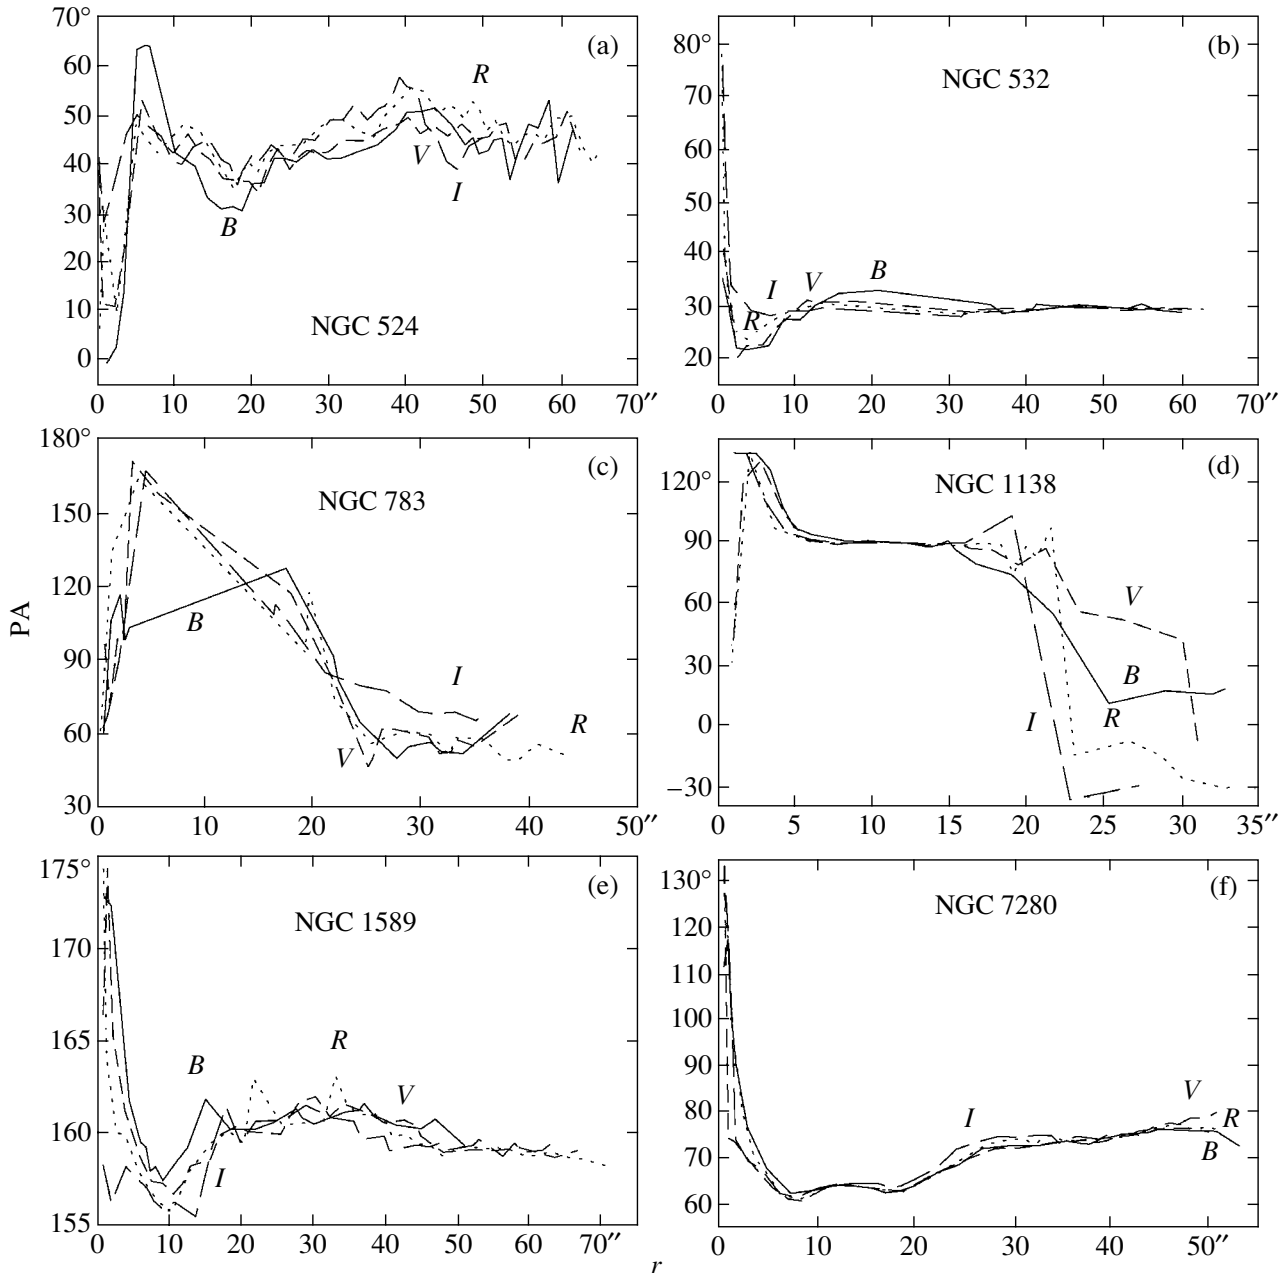 70°
(a)
60
R
50
40
V
I
30
B
20
10
NGC 524
0
0 10 20 30 40 50 60 70″
80°
(b)
NGC 532
70
60
50
40
I V B
30
R
20
0 10 20 30 40 50 60 70″
PA
180°
(c)
NGC 783
150
120
B
90
I
R
60
V
30
0 10 20 30 40 50″
(d)
120°
NGC 1138
90
60
V
30
B
I R
0
−30
0 5 10 15 20 25 30 35″
175°
(e)
NGC 1589
170
165
B R
V
160
I
155
0 10 20 30 40 50 60 70″
130°
(f)
NGC 7280
120
110
100
90
V
80
I R
B
70
60
0 10 20 30 40 50″
r